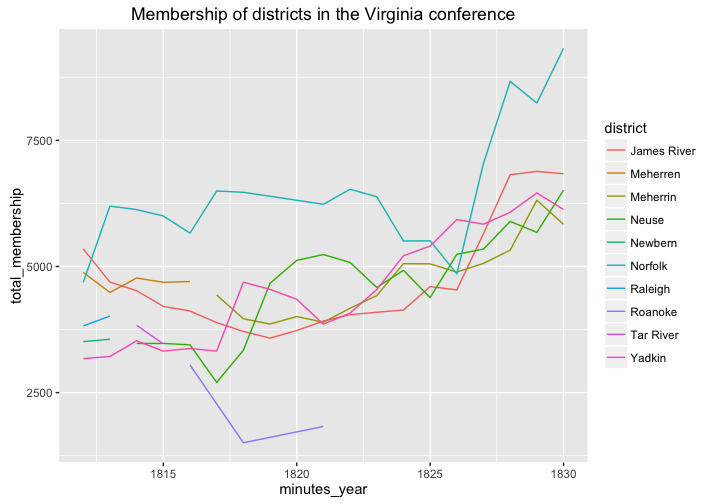 Membership of districts in the Virginia conference
total_membership
7500
5000
2500
1815
1820
1825
1830
minutes_year
district
James River
Meherren
Meherrin
Neuse
Newbern
Norfolk
Raleigh
Roanoke
Tar River
Yadkin